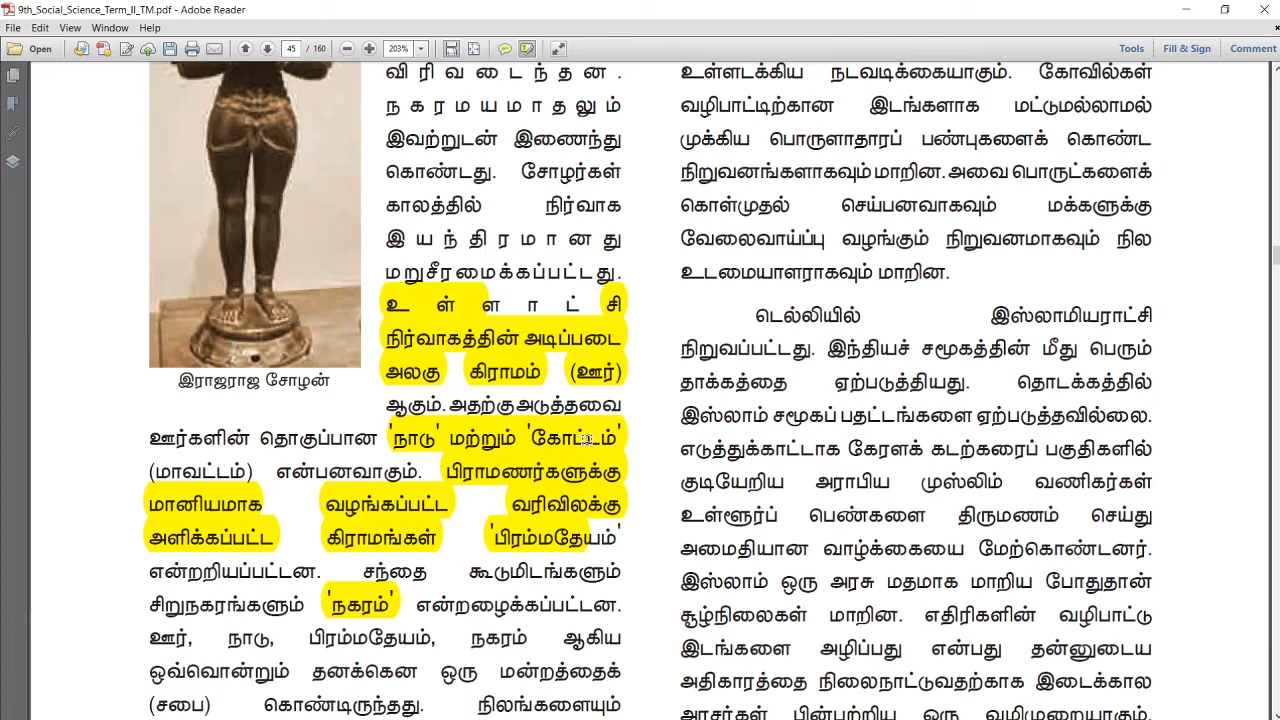 9th_Social_Science_Term_II_TM.pdf - Adobe Reader
File Edit View Window Help
Open 45 / 160 203% Tools Fill & Sign Comment
விரிவடைந்தன.
நகரமயமாதலும்
இவற்றுடன் இணைந்து
கொண்டது. சோழர்கள்
காலத்தில் நிர்வாக
இயந்திரமானது
மறுசீரமைக்கப்பட்டது.
உள்ளாட்சி
நிர்வாகத்தின் அடிப்படை
அலகு கிராமம் (ஊர்)
ஆகும். அதற்கு அடுத்தவை
இராஜராஜ சோழன்
ஊர்களின் தொகுப்பான 'நாடு' மற்றும் 'கோட்டம்'
(மாவட்டம்) என்பனவாகும். பிராமணர்களுக்கு
மானியமாக வழங்கப்பட்ட வரிவிலக்கு
அளிக்கப்பட்ட கிராமங்கள் 'பிரம்மதேயம்'
என்றறியப்பட்டன. சந்தை கூடுமிடங்களும்
சிறுநகரங்களும் 'நகரம்' என்றழைக்கப்பட்டன.
ஊர், நாடு, பிரம்மதேயம், நகரம் ஆகிய
ஒவ்வொன்றும் தனக்கென ஒரு மன்றத்தைக்
(சபை) கொண்டிருந்தது. நிலங்களையும்
உள்ளடக்கிய நடவடிக்கையாகும். கோவில்கள்
வழிபாட்டிற்கான இடங்களாக மட்டுமல்லாமல்
முக்கிய பொருளாதாரப் பண்புகளைக் கொண்ட
நிறுவனங்களாகவும் மாறின. அவை பொருட்களைக்
கொள்முதல் செய்பனவாகவும் மக்களுக்கு
வேலைவாய்ப்பு வழங்கும் நிறுவனமாகவும் நில
உடமையாளராகவும் மாறின.
டெல்லியில் இஸ்லாமியராட்சி
நிறுவப்பட்டது. இந்தியச் சமூகத்தின் மீது பெரும்
தாக்கத்தை ஏற்படுத்தியது. தொடக்கத்தில்
இஸ்லாம் சமூகப் பதட்டங்களை ஏற்படுத்தவில்லை.
எடுத்துக்காட்டாக கேரளக் கடற்கரைப் பகுதிகளில்
குடியேறிய அராபிய முஸ்லிம் வணிகர்கள்
உள்ளூர்ப் பெண்களை திருமணம் செய்து
அமைதியான வாழ்க்கையை மேற்கொண்டனர்.
இஸ்லாம் ஒரு அரசு மதமாக மாறிய போதுதான்
சூழ்நிலைகள் மாறின. எதிரிகளின் வழிபாட்டு
இடங்களை அழிப்பது என்பது தன்னுடைய
அதிகாரத்தை நிலைநாட்டுவதற்காக இடைக்கால
அரசர்கள் பின்பற்றிய ஒரு வழிமுறையாகும்.